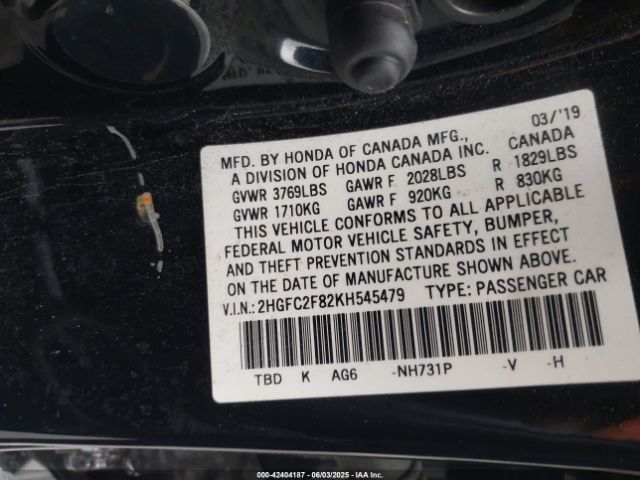 03/'19
MFD. BY HONDA OF CANADA MFG.,
A DIVISION OF HONDA CANADA INC. CANADA
GVWR 3769LBS GAWR F 2028LBS R 1829LBS
GVWR 1710KG GAWR F 920KG R 830KG
THIS VEHICLE CONFORMS TO ALL APPLICABLE
FEDERAL MOTOR VEHICLE SAFETY, BUMPER,
AND THEFT PREVENTION STANDARDS IN EFFECT
ON THE DATE OF MANUFACTURE SHOWN ABOVE.
V.I.N.: 2HGFC2F82KH545479 TYPE: PASSENGER CAR
TBD K AG6 -NH731P -V -H
000-42404187 - 06/03/2025 - IAA Inc.